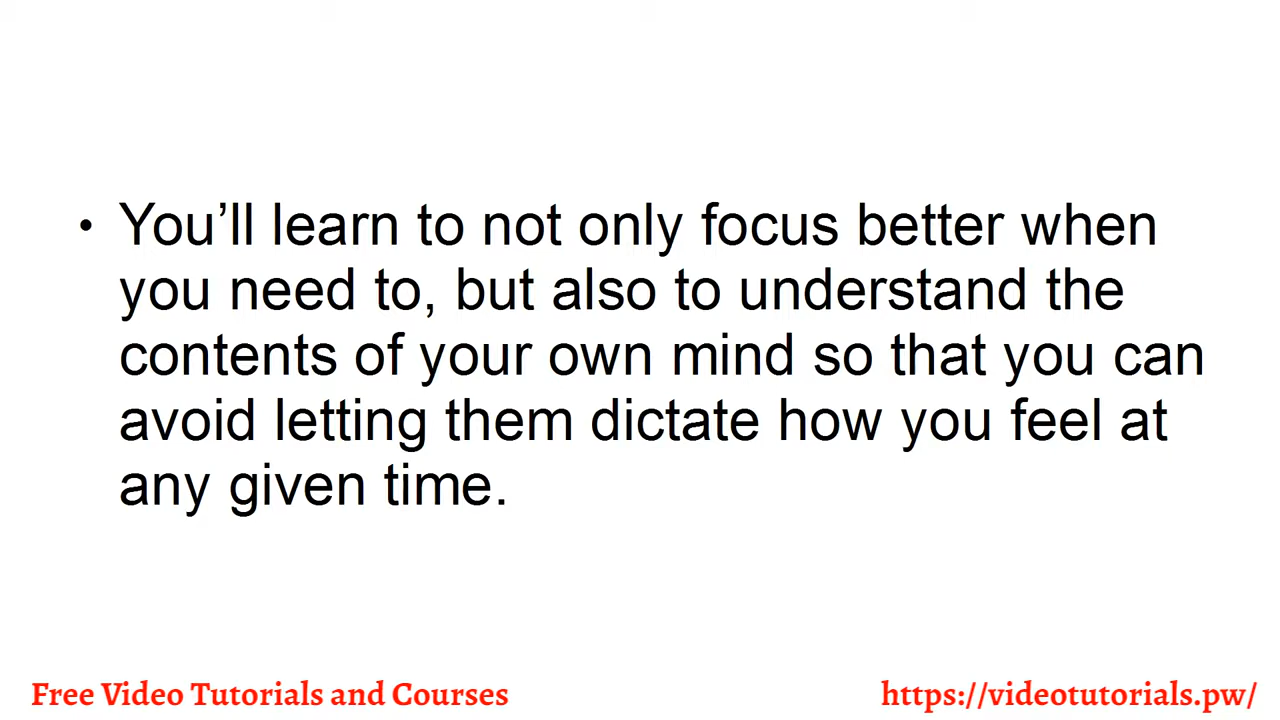 • You’ll learn to not only focus better when
you need to, but also to understand the
contents of your own mind so that you can
avoid letting them dictate how you feel at
any given time.
Free Video Tutorials and Courses
https://videotutorials.pw/